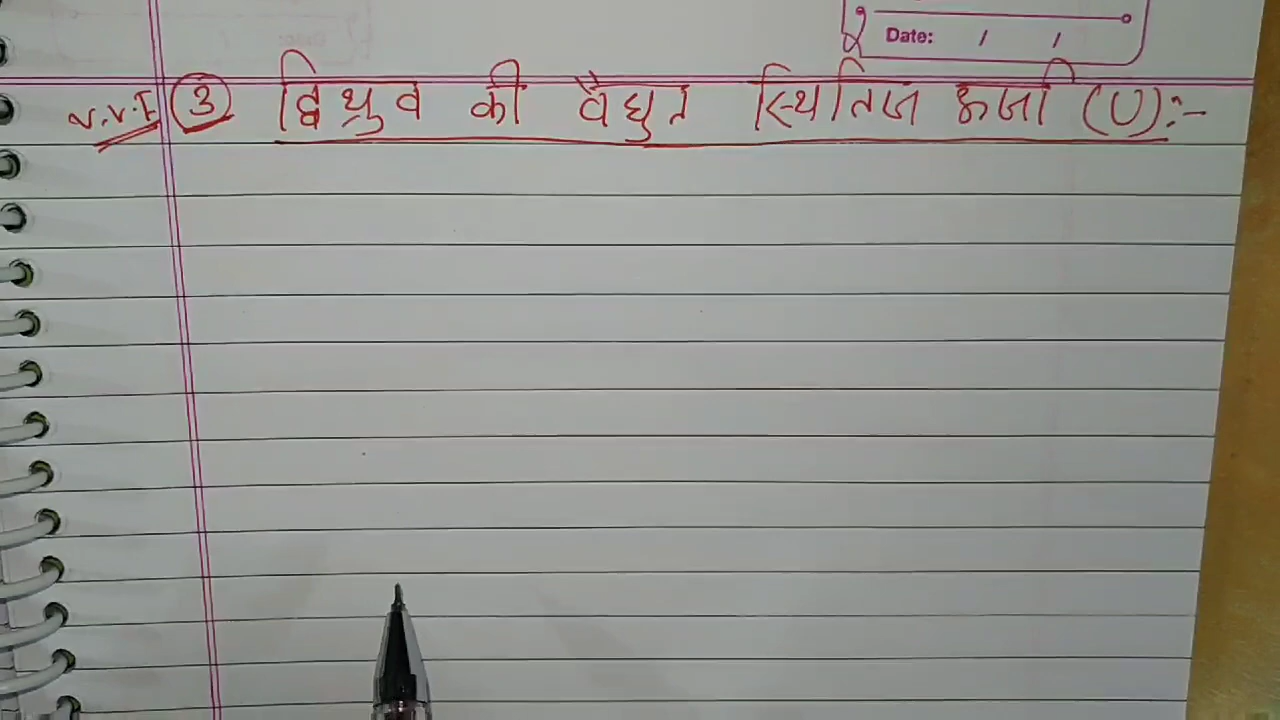 Date: / /
v.v.I ③ द्विध्रुव की वैद्युत स्थितिज ऊर्जा (U):-